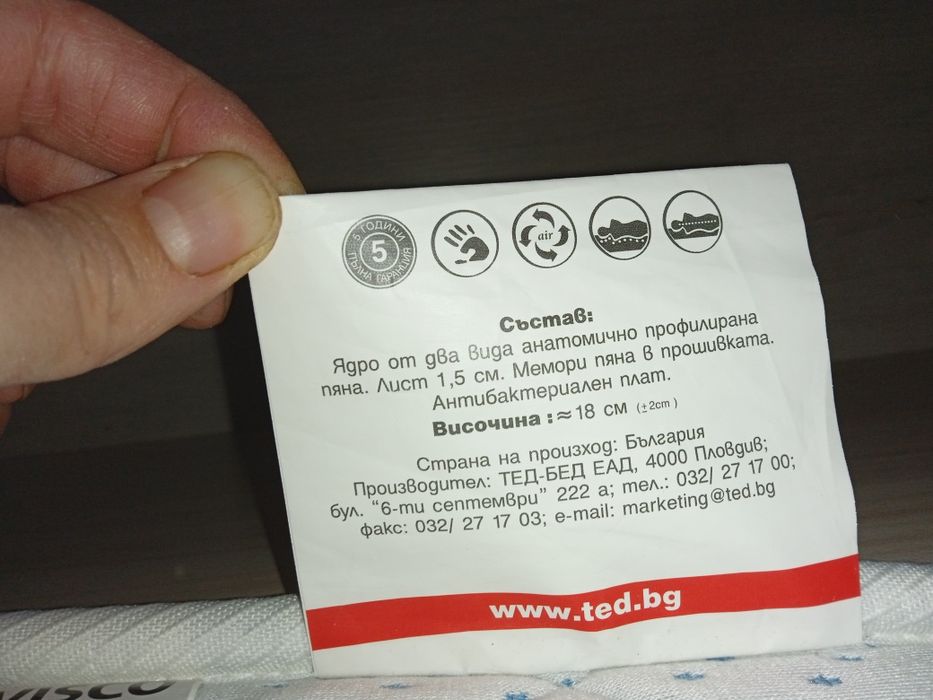 5 ГОДИНИ
5
ПЪЛНА ГАРАНЦИЯ
air
Състав:
Ядро от два вида анатомично профилирана
пяна. Лист 1,5 см. Мемори пяна в прошивката.
Антибактериален плат.
Височина : ≈ 18 см (±2cm)
Страна на произход: България
Производител: ТЕД-БЕД ЕАД, 4000 Пловдив;
бул. “6-ти септември” 222 а; тел.: 032/ 27 17 00;
факс: 032/ 27 17 03; e-mail: marketing@ted.bg
www.ted.bg
VISCO